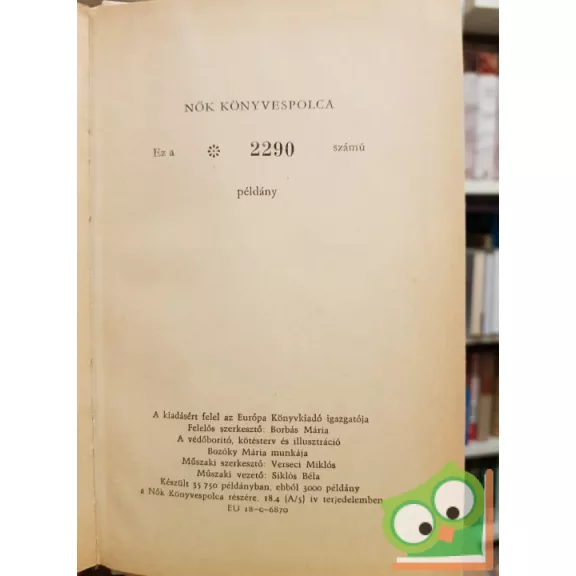 NŐK KÖNYVESPOLCA
Ez a ❊ 2290 számú
példány
A kiadásért felel az Európa Könyvkiadó igazgatója
Felelős szerkesztő: Borbás Mária
A védőborító, kötésterv és illusztráció
Bozóky Mária munkája
Műszaki szerkesztő: Verseci Miklós
Műszaki vezető: Siklós Béla
Készült 35 750 példányban, ebből 3000 példány
a Nők Könyvespolca részére, 18.4 (A/5) ív terjedelemben
EU 18-c-6870